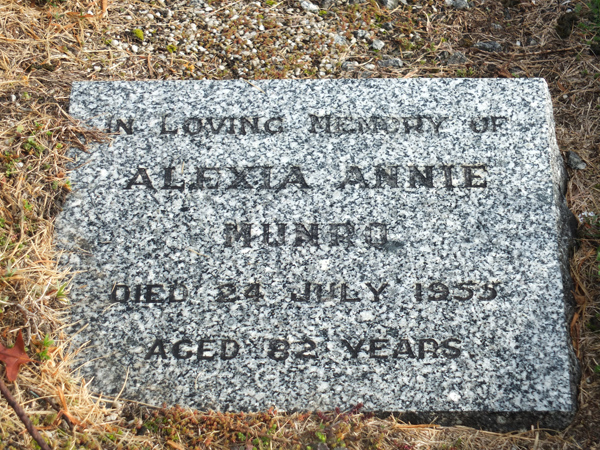 IN LOVING MEMORY OF
ALEXIA ANNIE
MUNRO
DIED 24 JULY 1955
AGED 82 YEARS